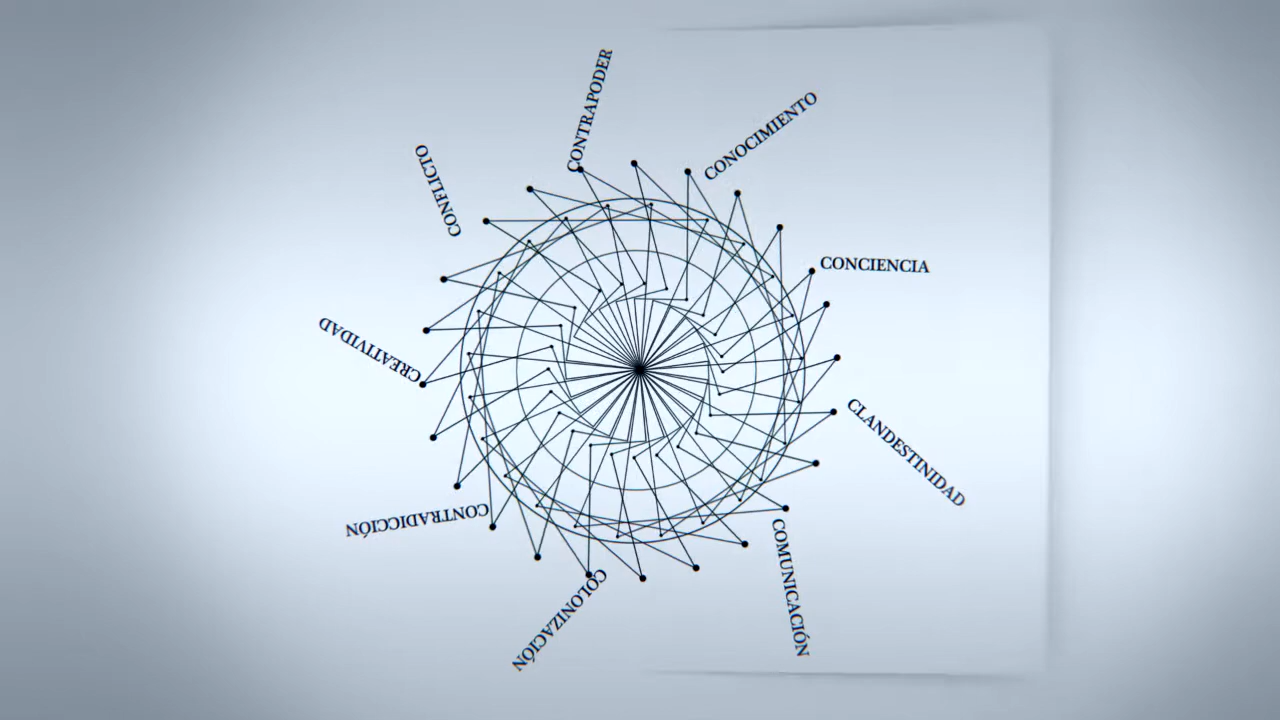 CONTRAPODER
CONOCIMIENTO
CONCIENCIA
CLANDESTINIDAD
COMUNICACIÓN
COLONIZACIÓN
CONTRADICCIÓN
CREATIVIDAD
CONFLICTO